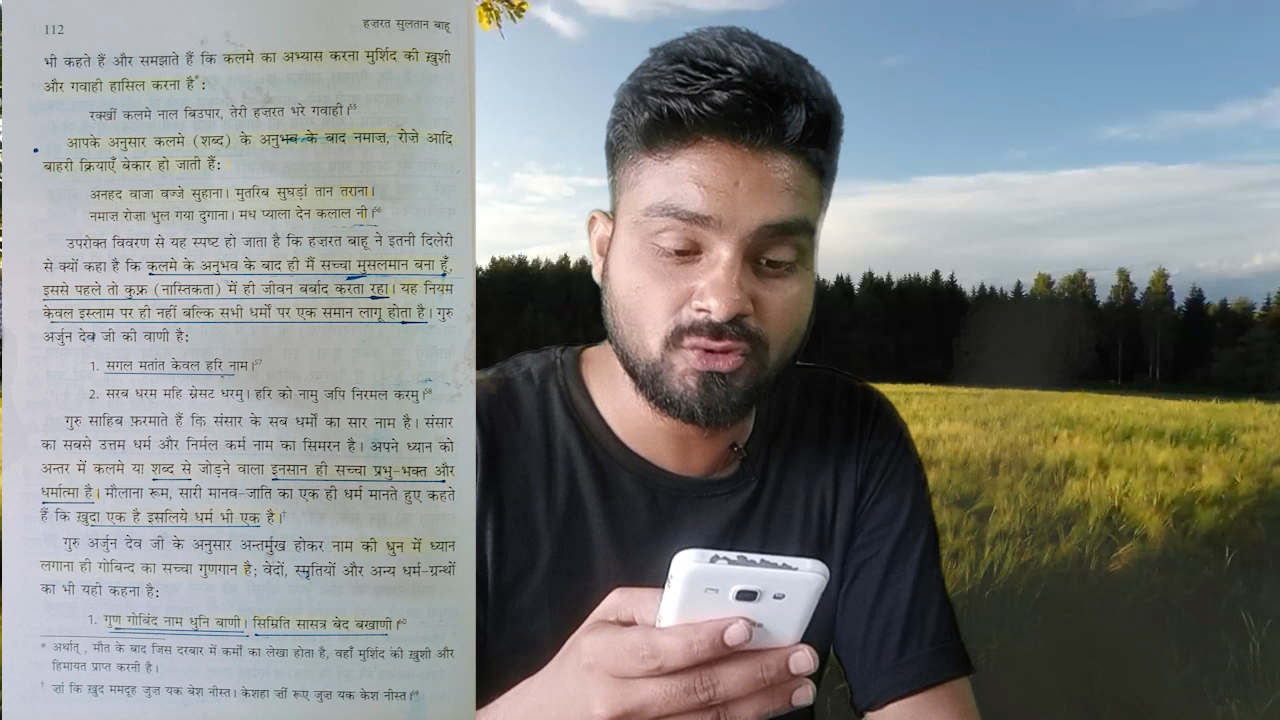 112 हज़रत सुलतान बाहू
भी कहते हैं और समझाते हैं कि कलमे का अभ्यास करना मुर्शिद की ख़ुशी
और गवाही हासिल करना है* :
रक्खीं कलमे नाल बिउपार, तेरी हज़रत भरे गवाही।⁵⁵
आपके अनुसार कलमे (शब्द) के अनुभव के बाद नमाज़, रोज़े आदि
बाहरी क्रियाएँ बेकार हो जाती हैं:
अनहद वाजा वज्जे सुहाना। मुतरिब सुघड़ां तान तराना।
नमाज़ रोज़ा भुल गया दुगाना। मध प्याला देन कलाल नी।⁵⁶
उपरोक्त विवरण से यह स्पष्ट हो जाता है कि हज़रत बाहू ने इतनी दिलेरी
से क्यों कहा है कि कलमे के अनुभव के बाद ही मैं सच्चा मुसलमान बना हूँ,
इससे पहले तो कुफ़्र (नास्तिकता) में ही जीवन बर्बाद करता रहा। यह नियम
केवल इस्लाम पर ही नहीं बल्कि सभी धर्मों पर एक समान लागू होता है। गुरु
अर्जुन देव जी की वाणी है:
1. सगल मतांत केवल हरि नाम।⁵⁷
2. सरब धरम महि स्रेसट धरमु। हरि को नामु जपि निरमल करमु।⁵⁸
गुरु साहिब फ़रमाते हैं कि संसार के सब धर्मों का सार नाम है। संसार
का सबसे उत्तम धर्म और निर्मल कर्म नाम का सिमरन है। अपने ध्यान को
अन्तर में कलमे या शब्द से जोड़ने वाला इनसान ही सच्चा प्रभु-भक्त और
धर्मात्मा है। मौलाना रूम, सारी मानव-जाति का एक ही धर्म मानते हुए कहते
हैं कि ख़ुदा एक है इसलिये धर्म भी एक है।†
गुरु अर्जुन देव जी के अनुसार अन्तर्मुख होकर नाम की धुन में ध्यान
लगाना ही गोबिन्द का सच्चा गुणगान है; वेदों, स्मृतियों और अन्य धर्म-ग्रन्थों
का भी यही कहना है:
1. गुण गोबिंद नाम धुनि बाणी। सिम्रिति सासत्र बेद बखाणी।⁶⁰
* अर्थात्, मौत के बाद जिस दरबार में कर्मों का लेखा होता है, वहाँ मुर्शिद की ख़ुशी और
हिमायत प्राप्त करनी है।
† ज़ां कि ख़ुद ममदूह जुज़ यक बेश नीस्त। केशहा ज़ीं रूए जुज़ यक केश नीस्त।⁵⁹